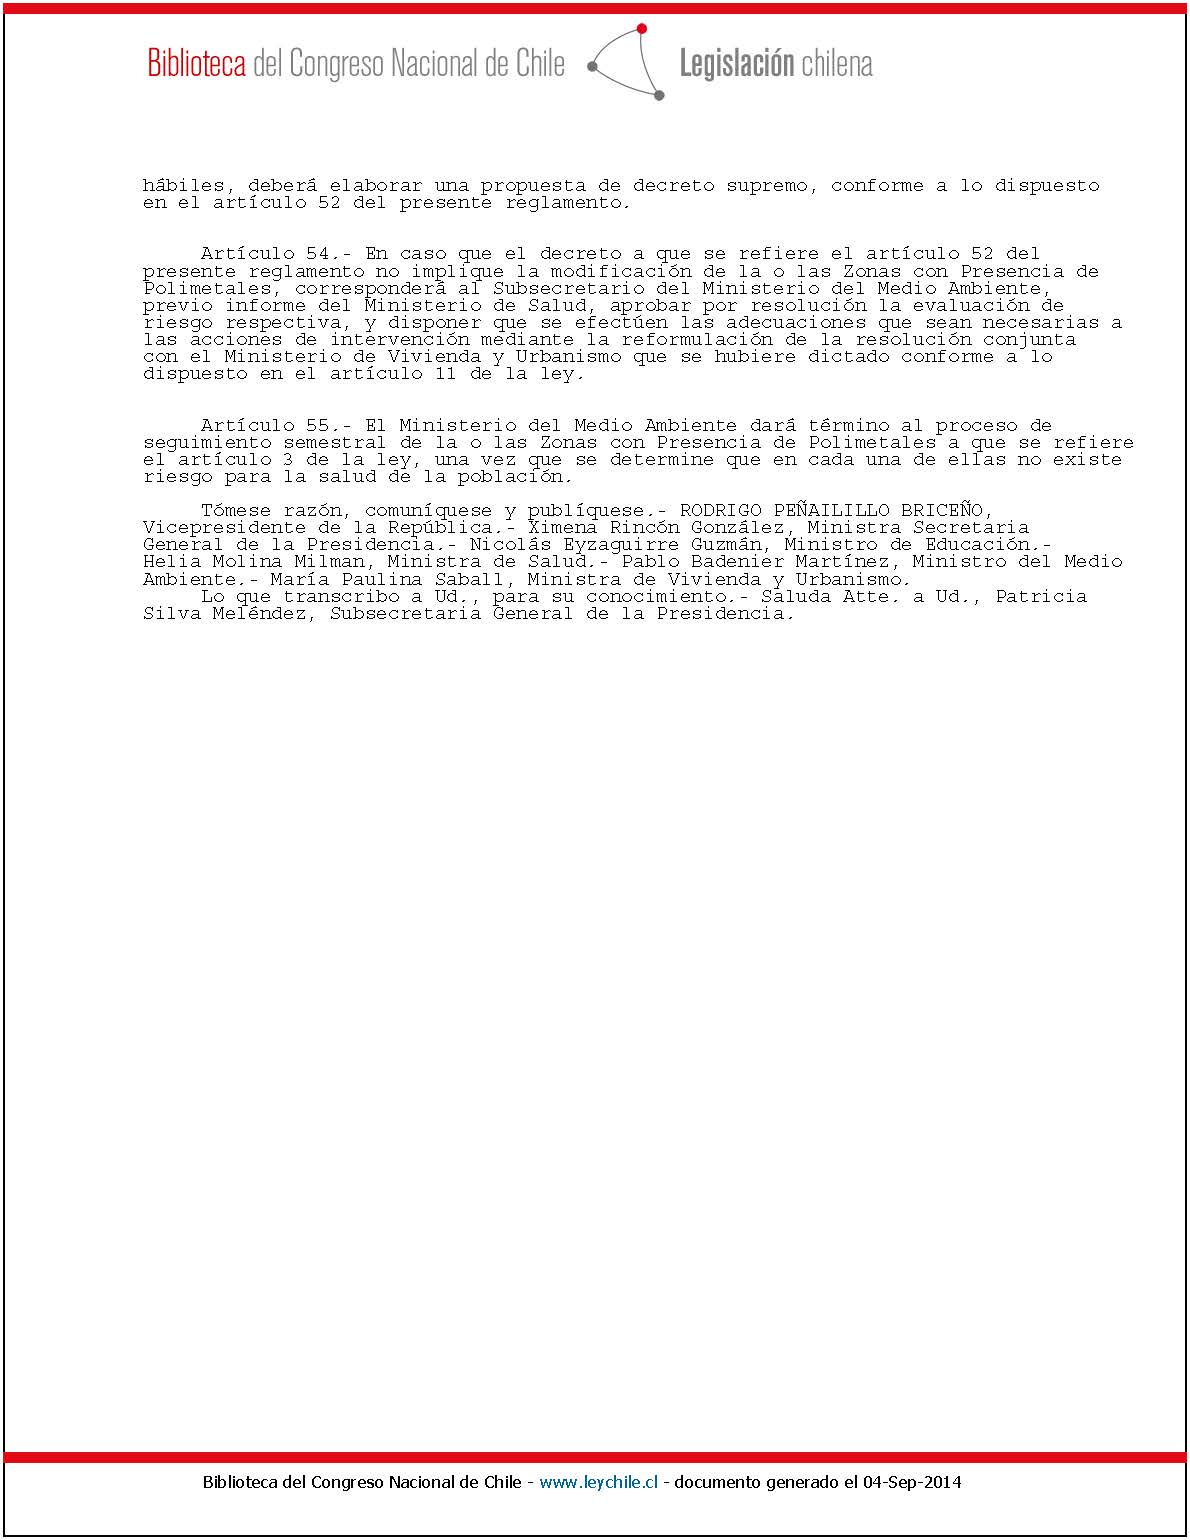 Biblioteca del Congreso Nacional de Chile Legislación chilena
hábiles, deberá elaborar una propuesta de decreto supremo, conforme a lo dispuesto
en el artículo 52 del presente reglamento.
Artículo 54.- En caso que el decreto a que se refiere el artículo 52 del
presente reglamento no implique la modificación de la o las Zonas con Presencia de
Polimetales, corresponderá al Subsecretario del Ministerio del Medio Ambiente,
previo informe del Ministerio de Salud, aprobar por resolución la evaluación de
riesgo respectiva, y disponer que se efectúen las adecuaciones que sean necesarias a
las acciones de intervención mediante la reformulación de la resolución conjunta
con el Ministerio de Vivienda y Urbanismo que se hubiere dictado conforme a lo
dispuesto en el artículo 11 de la ley.
Artículo 55.- El Ministerio del Medio Ambiente dará término al proceso de
seguimiento semestral de la o las Zonas con Presencia de Polimetales a que se refiere
el artículo 3 de la ley, una vez que se determine que en cada una de ellas no existe
riesgo para la salud de la población.
Tómese razón, comuníquese y publíquese.- RODRIGO PEÑAILILLO BRICEÑO,
Vicepresidente de la República.- Ximena Rincón González, Ministra Secretaria
General de la Presidencia.- Nicolás Eyzaguirre Guzmán, Ministro de Educación.-
Helia Molina Milman, Ministra de Salud.- Pablo Badenier Martínez, Ministro del Medio
Ambiente.- María Paulina Saball, Ministra de Vivienda y Urbanismo.
Lo que transcribo a Ud., para su conocimiento.- Saluda Atte. a Ud., Patricia
Silva Meléndez, Subsecretaria General de la Presidencia.
Biblioteca del Congreso Nacional de Chile - www.leychile.cl - documento generado el 04-Sep-2014